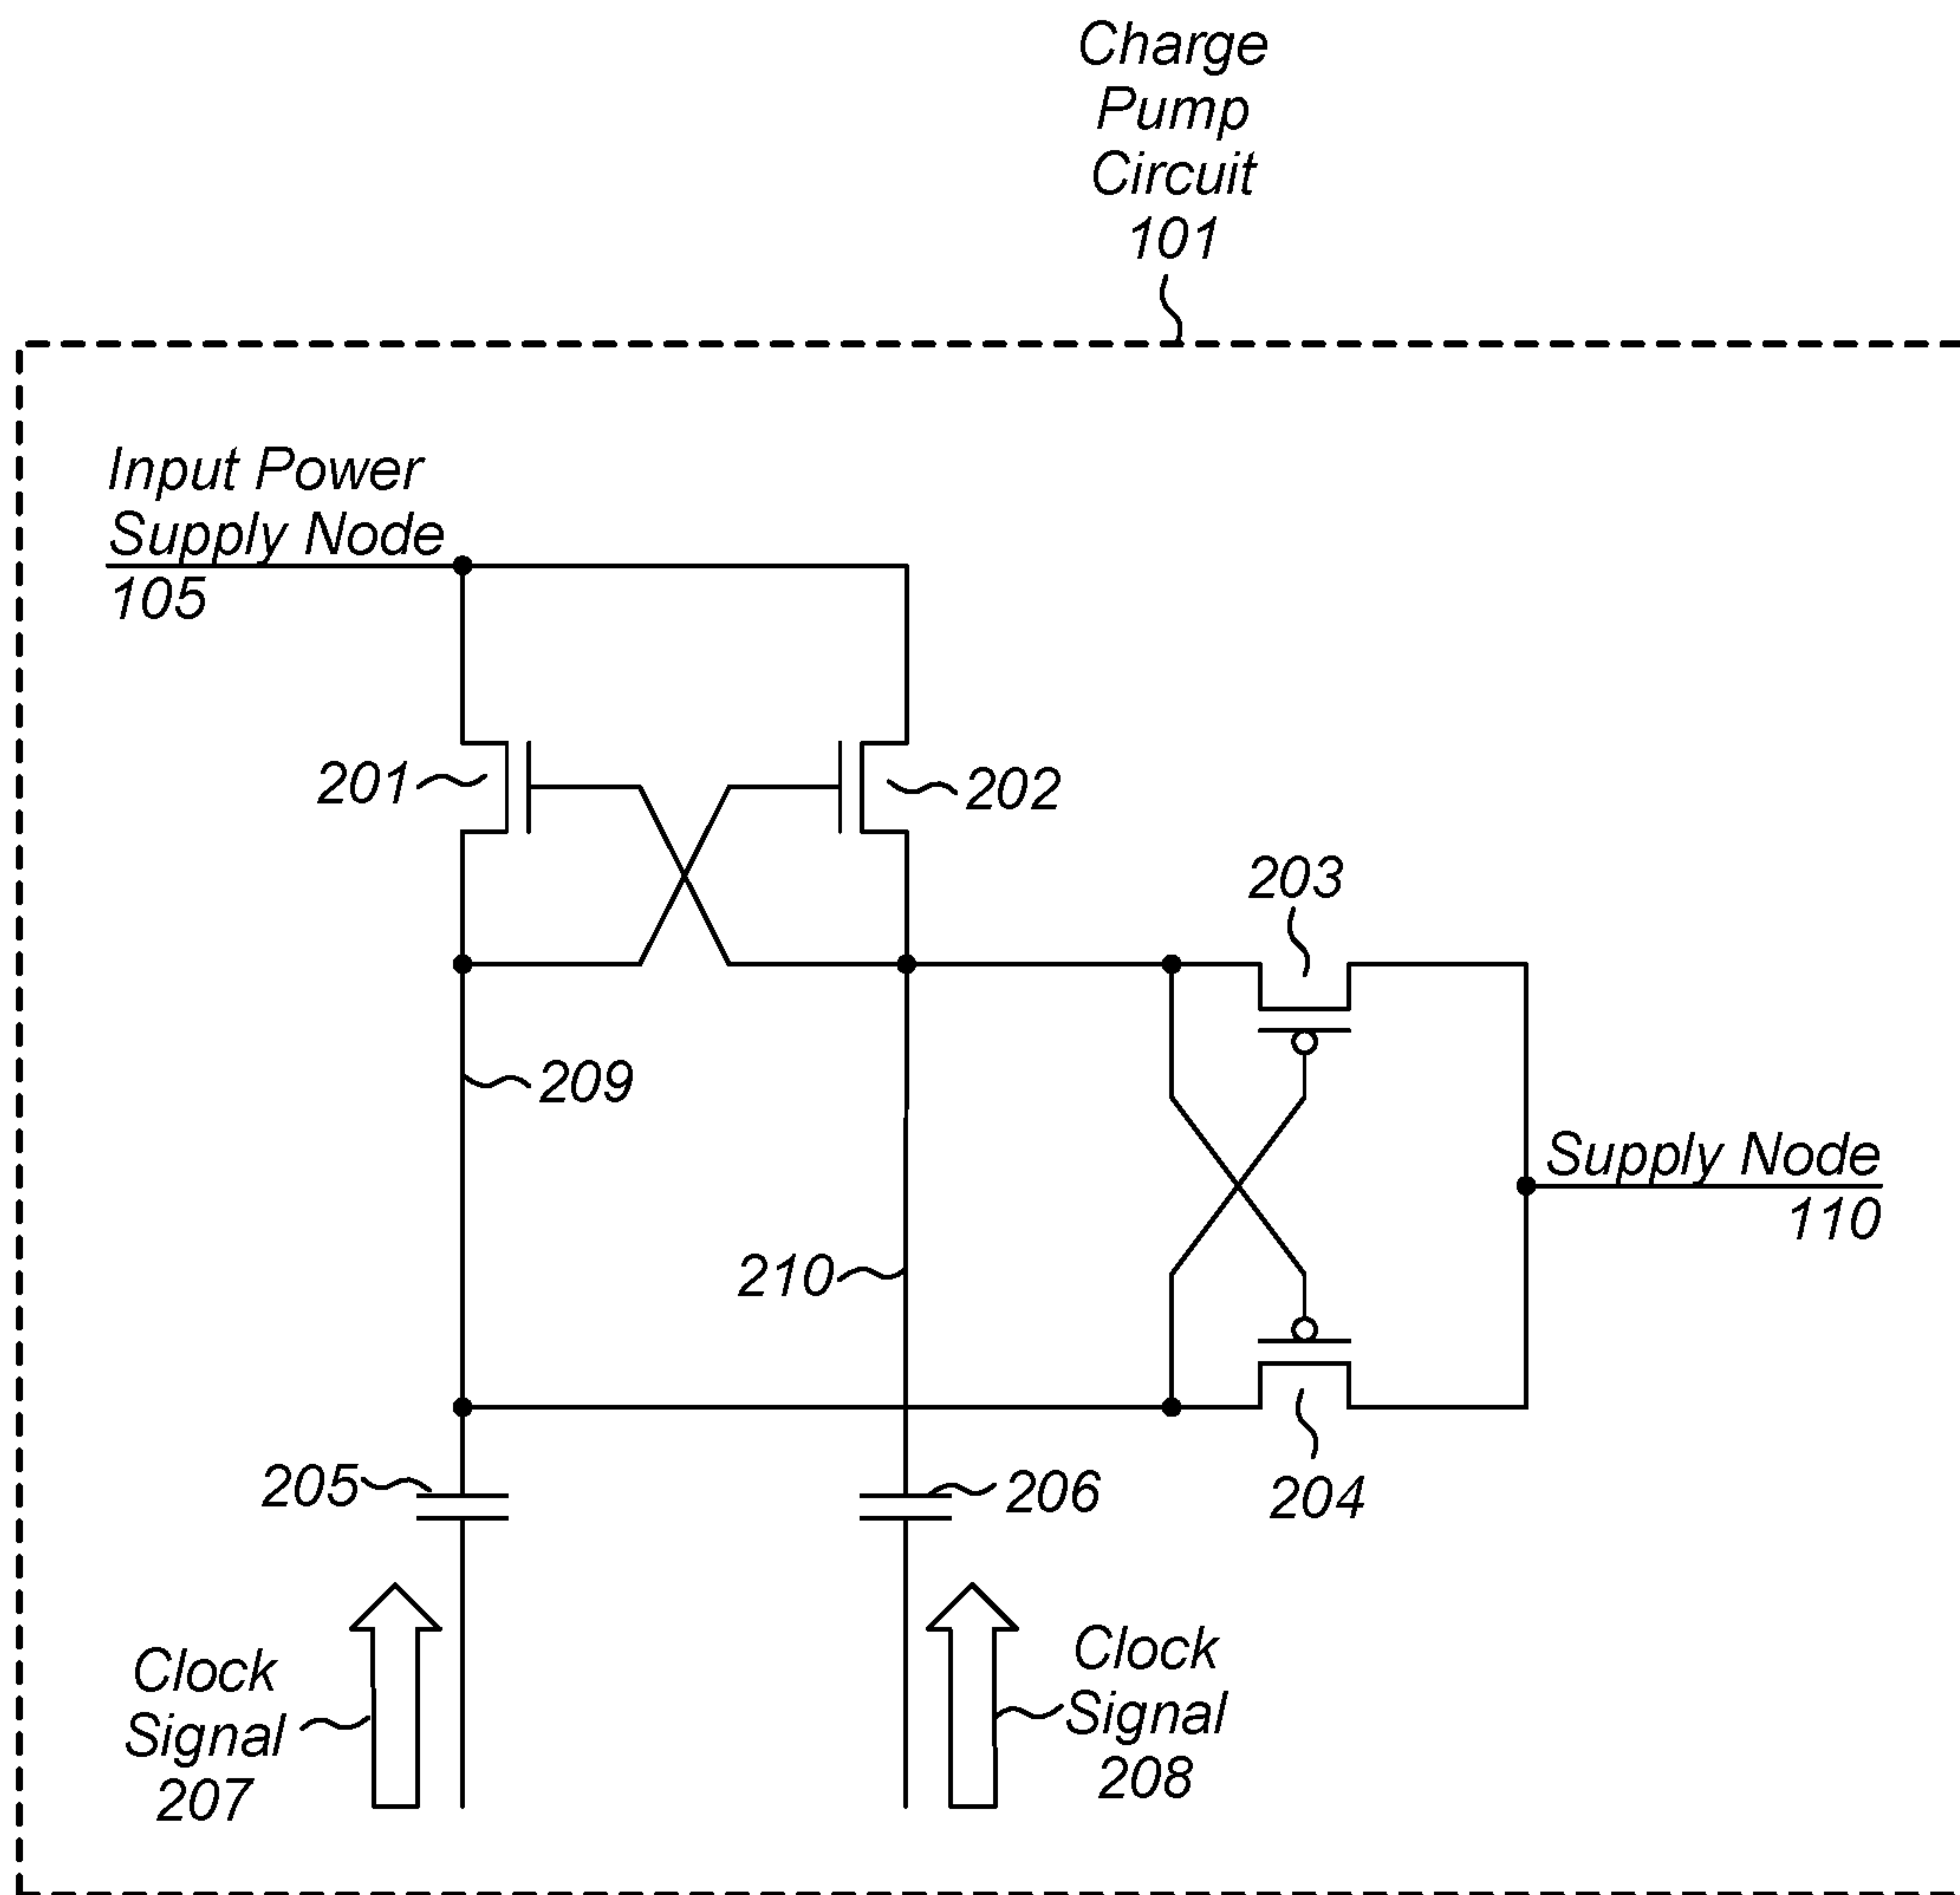 Charge
Pump
Circuit
101
Input Power
Supply Node
105
201
202
203
209
Supply Node
110
210
205
206
204
Clock
Signal
207
Clock
Signal
208